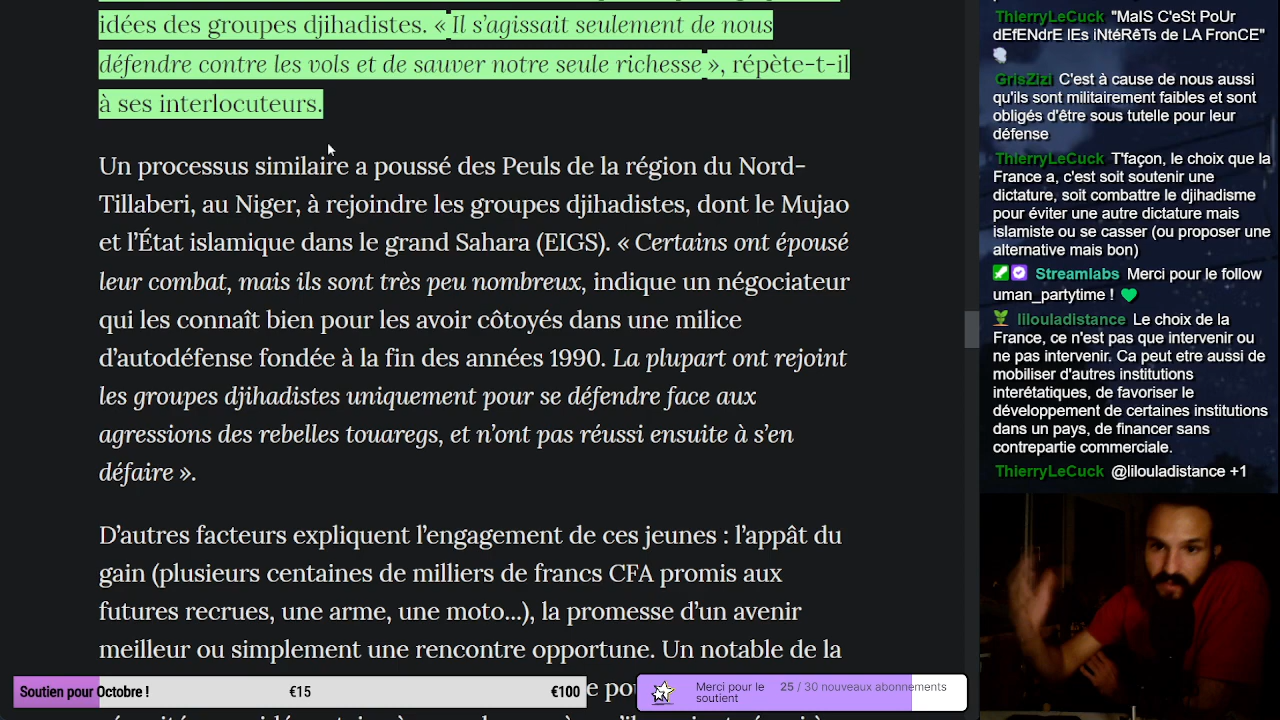 idées des groupes djihadistes. « Il s’agissait seulement de nous
défendre contre les vols et de sauver notre seule richesse », répète-t-il
à ses interlocuteurs.
Un processus similaire a poussé des Peuls de la région du Nord-
Tillaberi, au Niger, à rejoindre les groupes djihadistes, dont le Mujao
et l’État islamique dans le grand Sahara (EIGS). « Certains ont épousé
leur combat, mais ils sont très peu nombreux, indique un négociateur
qui les connaît bien pour les avoir côtoyés dans une milice
d’autodéfense fondée à la fin des années 1990. La plupart ont rejoint
les groupes djihadistes uniquement pour se défendre face aux
agressions des rebelles touaregs, et n’ont pas réussi ensuite à s’en
défaire ».
D’autres facteurs expliquent l’engagement de ces jeunes : l’appât du
gain (plusieurs centaines de milliers de francs CFA promis aux
futures recrues, une arme, une moto...), la promesse d’un avenir
meilleur ou simplement une rencontre opportune. Un notable de la
Soutien pour Octobre !
€15
€100
Merci pour le
soutien
25 / 30 nouveaux abonnements
ThierryLeCuck "MaIS C'eSt PoUr
dEfENdrE lEs iNtéRêTs de LA FronCE"
GrisZizi C'est à cause de nous aussi
qu'ils sont militairement faibles et sont
obligés d'être sous tutelle pour leur
défense
ThierryLeCuck T'façon, le choix que la
France a, c'est soit soutenir une
dictature, soit combattre le djihadisme
pour éviter une autre dictature mais
islamiste ou se casser (ou proposer une
alternative mais bon)
Streamlabs Merci pour le follow
uman_partytime !
lilouladistance Le choix de la
France, ce n'est pas que intervenir ou
ne pas intervenir. Ca peut etre aussi de
mobiliser d'autres institutions
interétatiques, de favoriser le
développement de certaines institutions
dans un pays, de financer sans
contrepartie commerciale.
ThierryLeCuck @lilouladistance +1